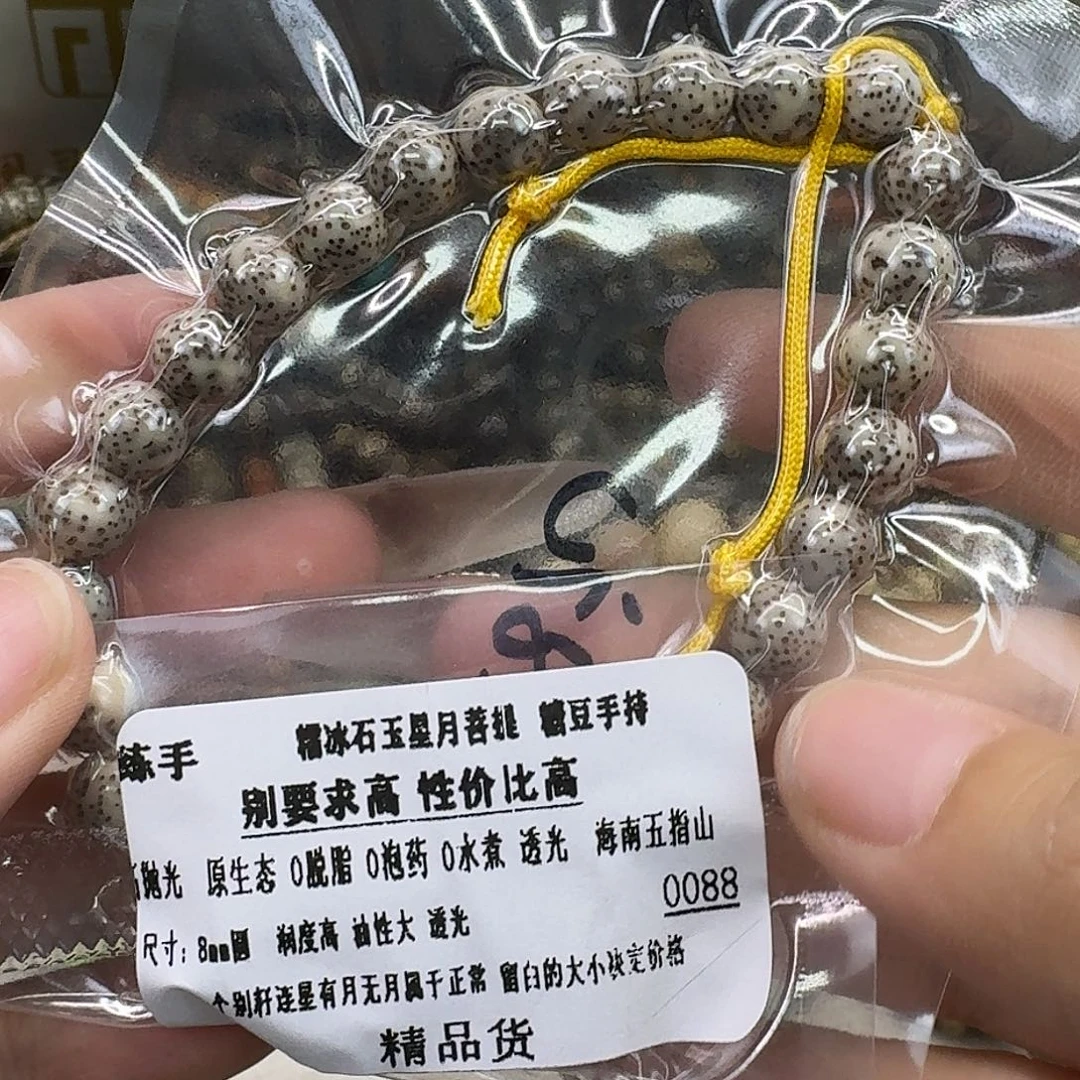 练手 糯冰石玉星月菩提 糖豆手持
别要求高 性价比高
抛光 原生态 0脱脂 0泡药 0水煮 透光 海南五指山
0088
尺寸：8mm圆 润度高 油性大 透光
个别籽连星有月无月属于正常 留白的大小决定价格
精品货